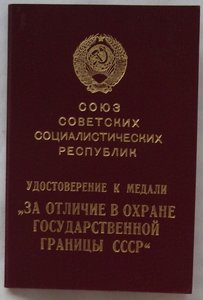 СОЮЗ
СОВЕТСКИХ
СОЦИАЛИСТИЧЕСКИХ
РЕСПУБЛИК
УДОСТОВЕРЕНИЕ К МЕДАЛИ
„ЗА ОТЛИЧИЕ В ОХРАНЕ
ГОСУДАРСТВЕННОЙ
ГРАНИЦЫ СССР“